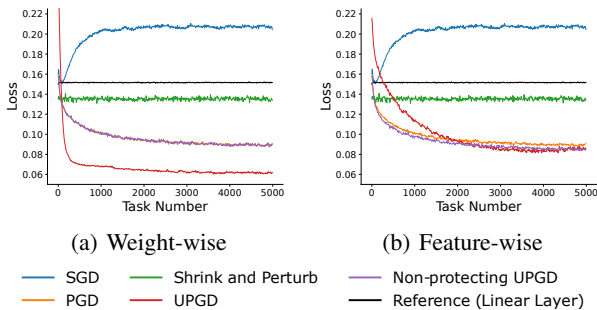 0.22
0.20
0.18
0.16
0.14
0.12
0.10
0.08
0.06
Loss
0 1000 2000 3000 4000 5000
Task Number
(a) Weight-wise
0.22
0.20
0.18
0.16
0.14
0.12
0.10
0.08
0.06
Loss
0 1000 2000 3000 4000 5000
Task Number
(b) Feature-wise
SGD Shrink and Perturb Non-protecting UPGD
PGD UPGD Reference (Linear Layer)